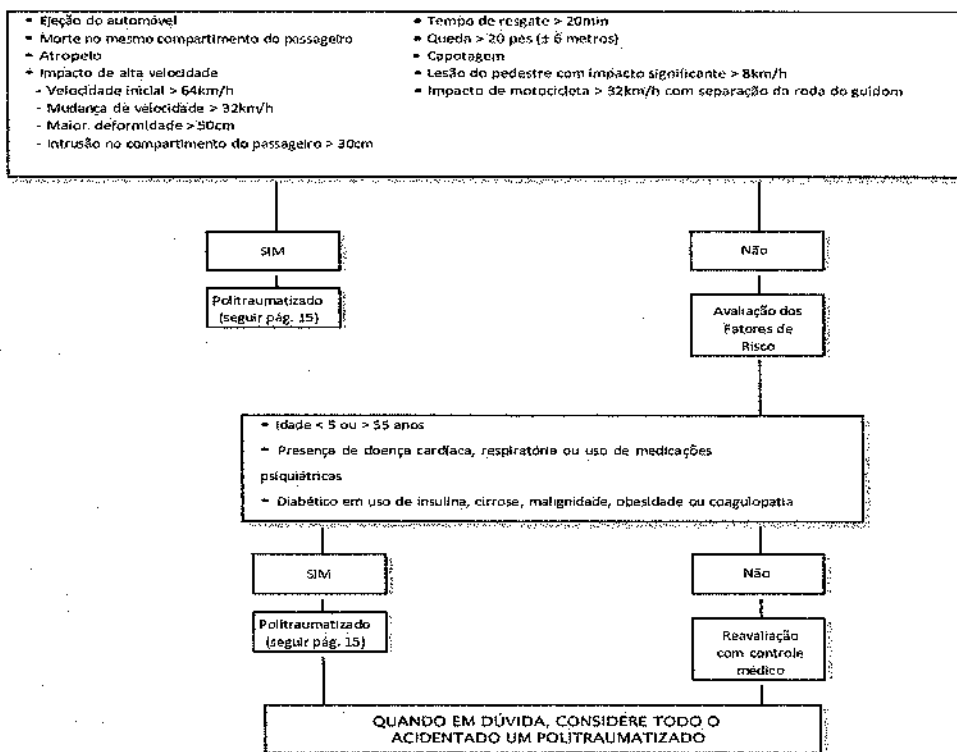 • Ejeção do automóvel
• Morte no mesmo compartimento do passageiro
• Atropelo
• Impacto de alta velocidade
- Velocidade inicial > 64km/h
- Mudança de velocidade > 32km/h
- Maior. deformidade > 50cm
- Intrusão no compartimento do passageiro > 30cm
• Tempo de resgate > 20min
• Queda > 20 pés (± 6 metros)
• Capotagem
• Lesão do pedestre com impacto significante > 8km/h
• Impacto de motocicleta > 32km/h com separação da roda do guidom
SIM
Não
Politraumatizado
(seguir pág. 15)
Avaliação dos
Fatores de
Risco
• Idade < 5 ou > 55 anos
• Presença de doença cardíaca, respiratória ou uso de medicações
psiquiátricas
• Diabético em uso de insulina, cirrose, malignidade, obesidade ou coagulopatia
SIM
Não
Politraumatizado
(seguir pág. 15)
Reavaliação
com controle
médico
QUANDO EM DÚVIDA, CONSIDERE TODO O
ACIDENTADO UM POLITRAUMATIZADO